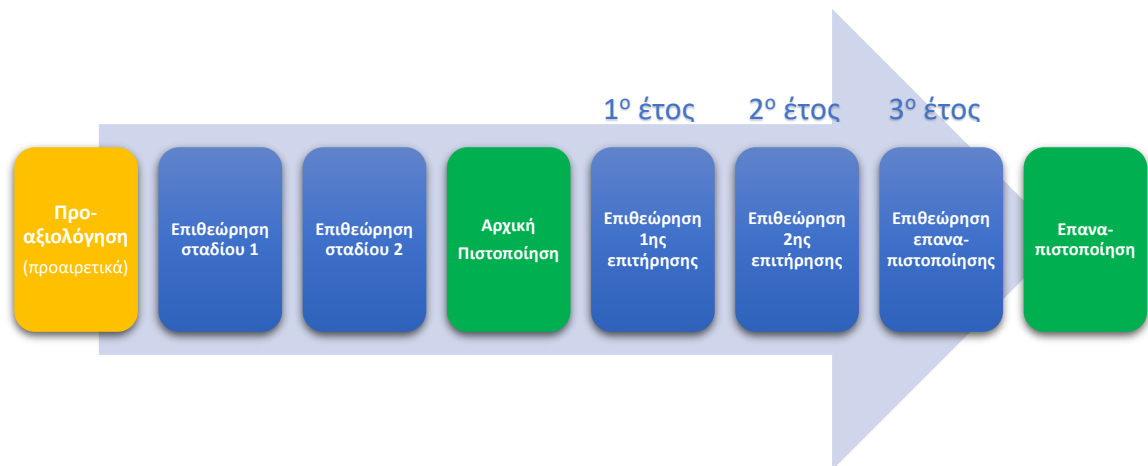 1ο έτος
2ο έτος
3ο έτος
Προ-
αξιολόγηση
(προαιρετικά)
Επιθεώρηση
σταδίου 1
Επιθεώρηση
σταδίου 2
Αρχική
Πιστοποίηση
Επιθεώρηση
1ης
επιτήρησης
Επιθεώρηση
2ης
επιτήρησης
Επιθεώρηση
επανα-
πιστοποίησης
Επανα-
πιστοποίηση